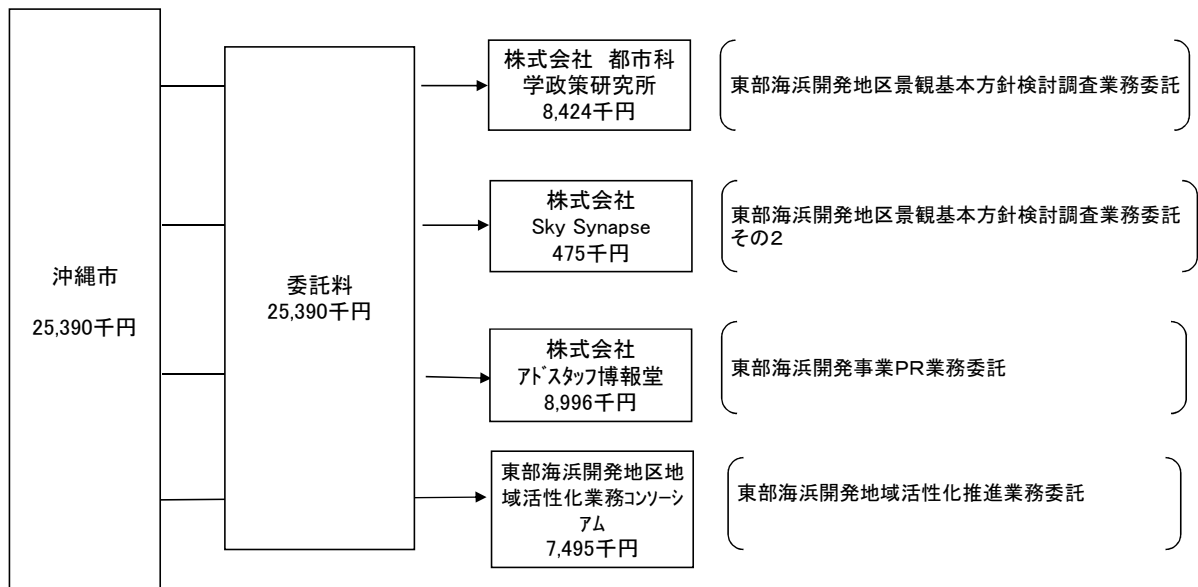 沖縄市
25,390千円
委託料
25,390千円
株式会社　都市科
学政策研究所
8,424千円
東部海浜開発地区景観基本方針検討調査業務委託
株式会社
Sky Synapse
475千円
東部海浜開発地区景観基本方針検討調査業務委託
その2
株式会社
ｱﾄﾞｽﾀｯﾌ博報堂
8,996千円
東部海浜開発事業PR業務委託
東部海浜開発地区地
域活性化業務ｺﾝｿｰｼ
ｱﾑ
7,495千円
東部海浜開発地域活性化推進業務委託